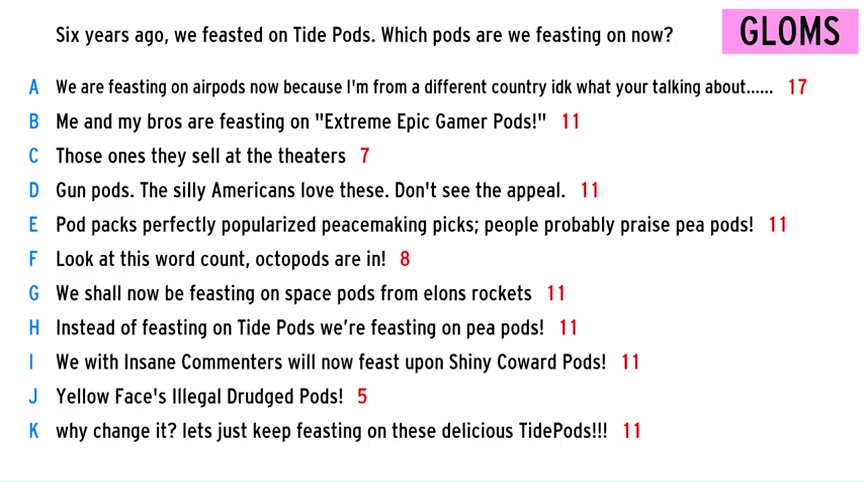 Six years ago, we feasted on Tide Pods. Which pods are we feasting on now?
GLOMS
A We are feasting on airpods now because I'm from a different country idk what your talking about...... 17
B Me and my bros are feasting on "Extreme Epic Gamer Pods!" 11
C Those ones they sell at the theaters 7
D Gun pods. The silly Americans love these. Don't see the appeal. 11
E Pod packs perfectly popularized peacemaking picks; people probably praise pea pods! 11
F Look at this word count, octopods are in! 8
G We shall now be feasting on space pods from elons rockets 11
H Instead of feasting on Tide Pods we're feasting on pea pods! 11
I We with Insane Commenters will now feast upon Shiny Coward Pods! 11
J Yellow Face's Illegal Drudged Pods! 5
K why change it? lets just keep feasting on these delicious TidePods!!! 11